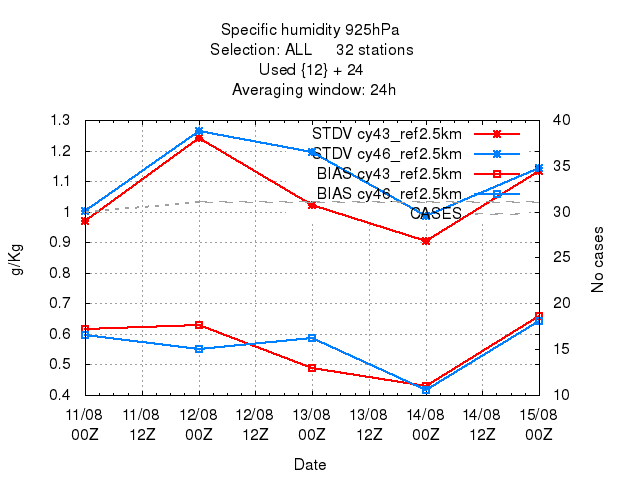 Specific humidity 925hPa
Selection: ALL 32 stations
Used {12} + 24
Averaging window: 24h
1.3
1.2
1.1
1
0.9
0.8
0.7
0.6
0.5
0.4
g/Kg
40
35
30
25
20
15
10
No cases
STDV cy43_ref2.5km
STDV cy46_ref2.5km
BIAS cy43_ref2.5km
BIAS cy46_ref2.5km
CASES
11/08 11/08 12/08 12/08 13/08 13/08 14/08 14/08 15/08
00Z 12Z 00Z 12Z 00Z 12Z 00Z 12Z 00Z
Date